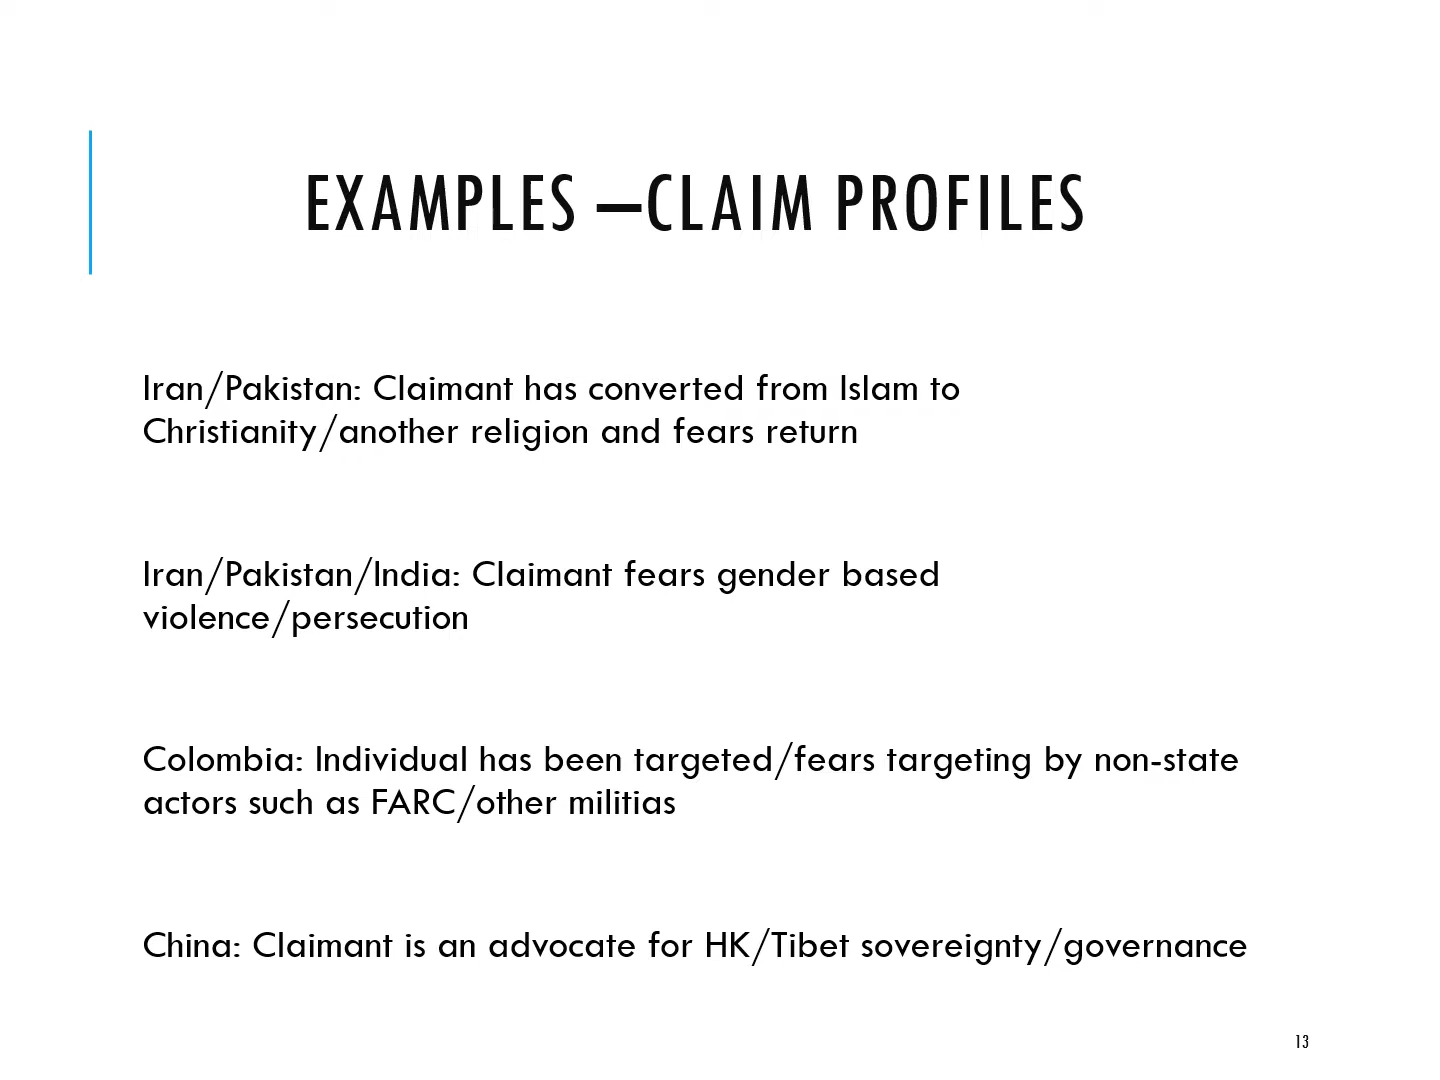 EXAMPLES –CLAIM PROFILES
Iran/Pakistan: Claimant has converted from Islam to
Christianity/another religion and fears return
Iran/Pakistan/India: Claimant fears gender based
violence/persecution
Colombia: Individual has been targeted/fears targeting by non-state
actors such as FARC/other militias
China: Claimant is an advocate for HK/Tibet sovereignty/governance
13